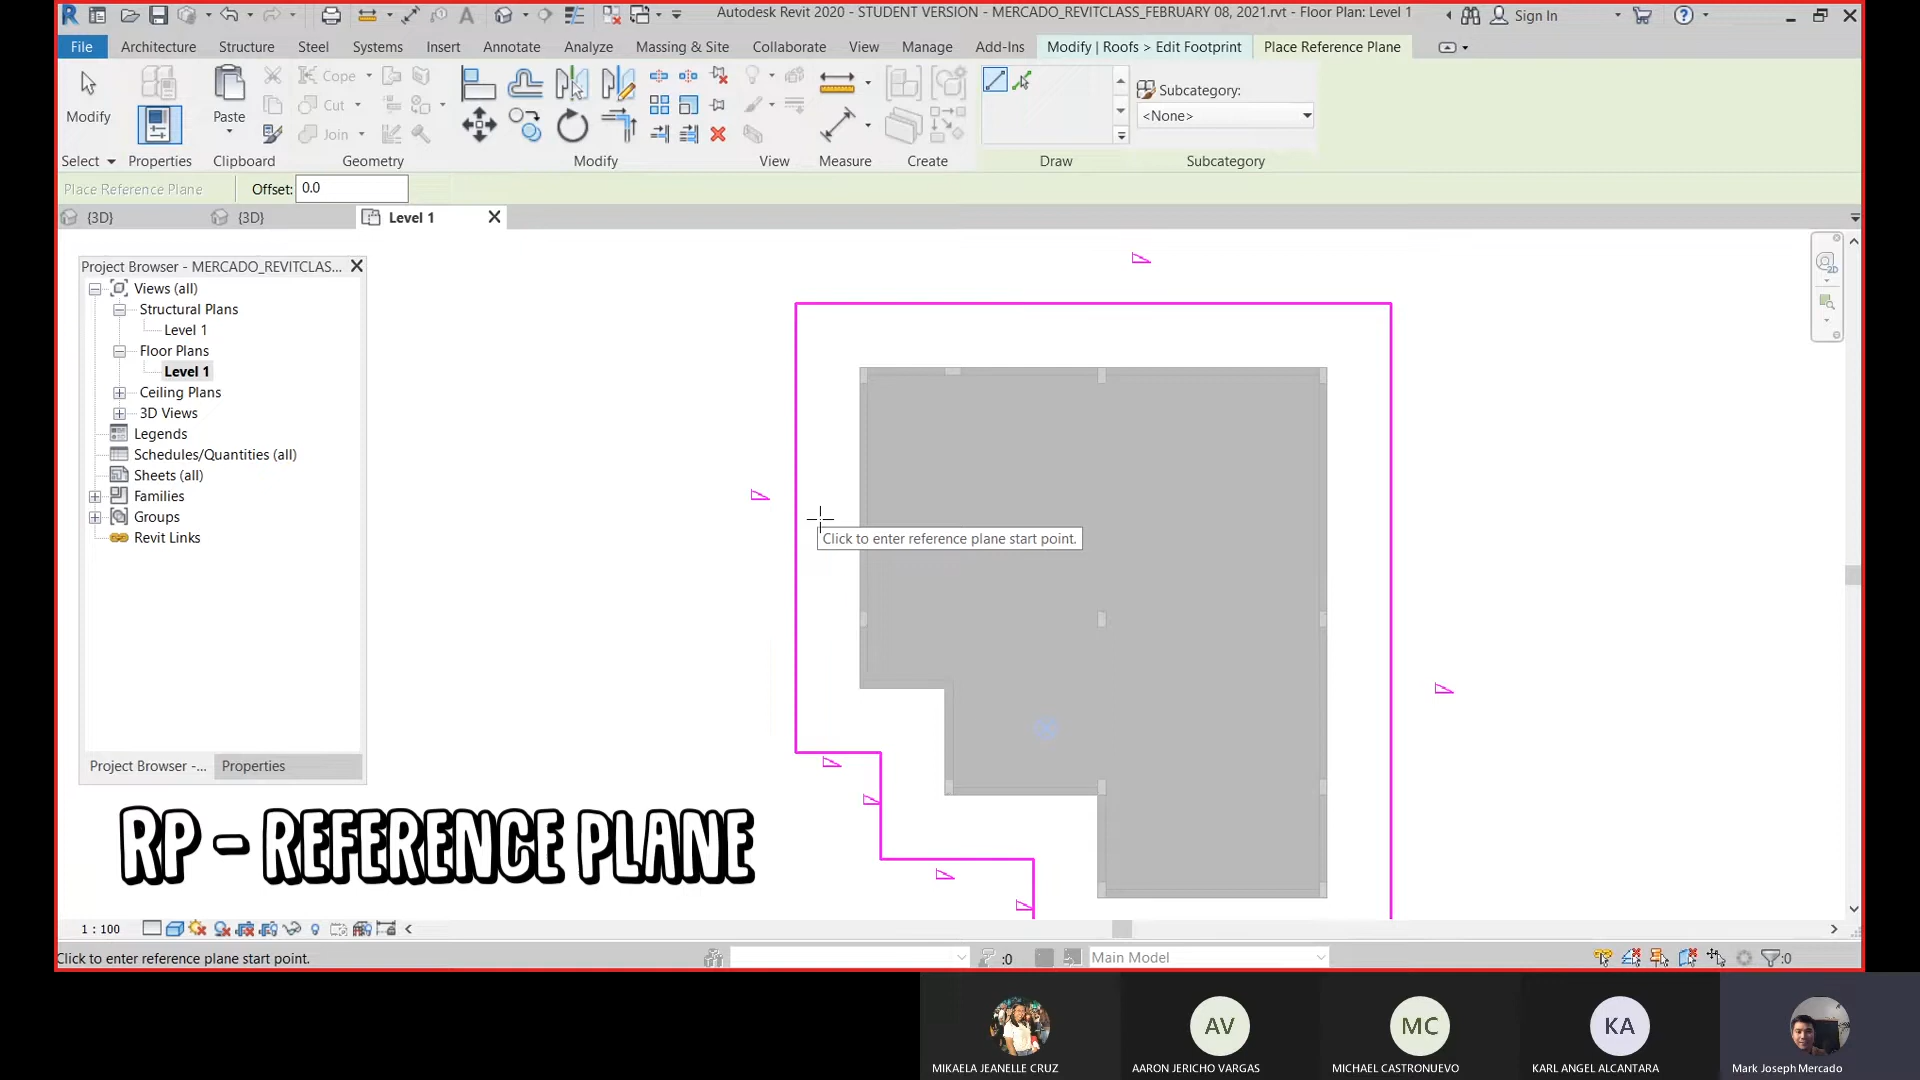 Autodesk Revit 2020 - STUDENT VERSION - MERCADO_REVITCLASS_FEBRUARY 08, 2021.rvt - Floor Plan: Level 1
Sign In
File
Architecture
Structure
Steel
Systems
Insert
Annotate
Analyze
Massing & Site
Collaborate
View
Manage
Add-Ins
Modify | Roofs > Edit Footprint
Place Reference Plane
Modify
Paste
Cope
Cut
Join
Subcategory:
<None>
Select
Properties
Clipboard
Geometry
Modify
View
Measure
Create
Draw
Subcategory
Place Reference Plane
Offset:
0.0
{3D}
{3D}
Level 1
Project Browser - MERCADO_REVITCLAS...
Views (all)
Structural Plans
Level 1
Floor Plans
Level 1
Ceiling Plans
3D Views
Legends
Schedules/Quantities (all)
Sheets (all)
Families
Groups
Revit Links
Project Browser -...
Properties
2D
Click to enter reference plane start point.
RP - REFERENCE PLANE
1 : 100
Click to enter reference plane start point.
:0
Main Model
:0
AV
MC
KA
MIKAELA JEANELLE CRUZ
AARON JERICHO VARGAS
MICHAEL CASTRONUEVO
KARL ANGEL ALCANTARA
Mark Joseph Mercado